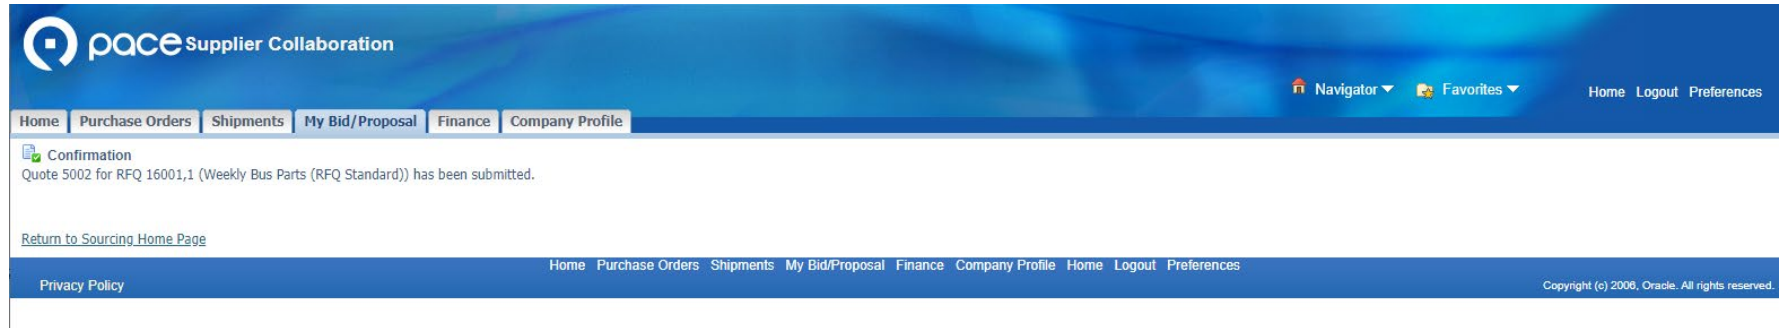 pace Supplier Collaboration
Navigator Favorites Home Logout Preferences
Home Purchase Orders Shipments My Bid/Proposal Finance Company Profile
Confirmation
Quote 5002 for RFQ 16001,1 (Weekly Bus Parts (RFQ Standard)) has been submitted.
Return to Sourcing Home Page
Home Purchase Orders Shipments My Bid/Proposal Finance Company Profile Home Logout Preferences
Privacy Policy Copyright (c) 2006, Oracle. All rights reserved.